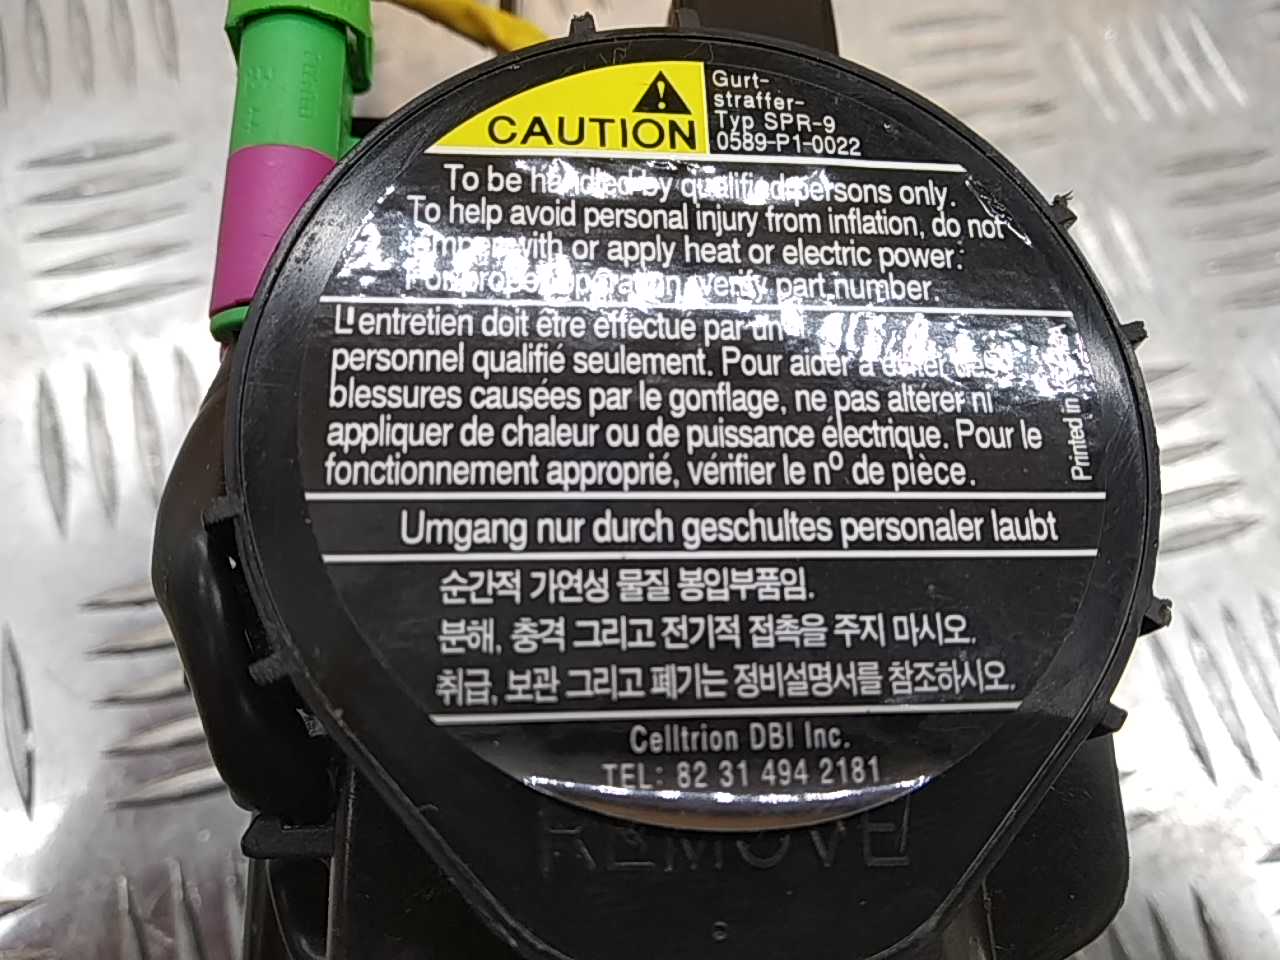 CAUTION
Gurt-
straffer-
Typ SPR-9
0589-P1-0022
To be handled by qualified persons only.
To help avoid personal injury from inflation, do not
tamper with or apply heat or electric power.
For proper operation, verify part number.
L'entretien doit être effectué par un
personnel qualifié seulement. Pour aider à éviter des
blessures causées par le gonflage, ne pas altérer ni
appliquer de chaleur ou de puissance électrique. Pour le
fonctionnement approprié, vérifier le nº de pièce.
Printed in
Umgang nur durch geschultes personaler laubt
순간적 가연성 물질 봉입부품임.
분해, 충격 그리고 전기적 접촉을 주지 마시오.
취급, 보관 그리고 폐기는 정비설명서를 참조하시오.
Celltrion DBI Inc.
TEL: 82 31 494 2181
REMOVE